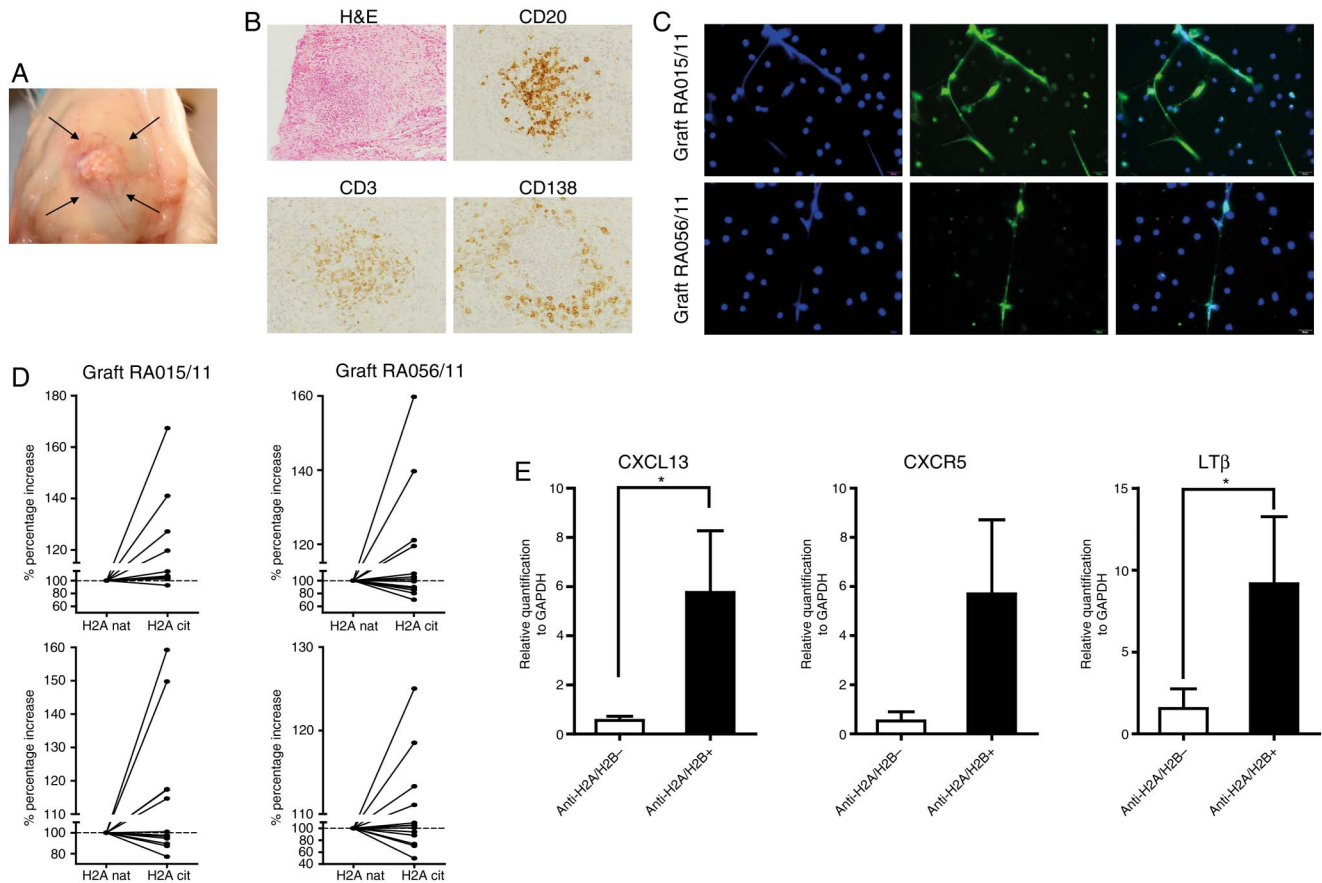 A
B
H&E
CD20
CD3
CD138
C
Graft RA015/11
Graft RA056/11
D
Graft RA015/11
180
160
140
120
100
80
60
% percentage increase
H2A nat
H2A cit
Graft RA056/11
160
140
120
100
80
60
% percentage increase
H2A nat
H2A cit
160
150
140
130
120
110
100
80
% percentage increase
H2A nat
H2A cit
130
120
110
100
80
60
40
% percentage increase
H2A nat
H2A cit
E
CXCL13
*
10
8
6
4
2
0
Relative quantification
to GAPDH
Anti-H2A/H2B–
Anti-H2A/H2B+
CXCR5
10
8
6
4
2
0
Relative quantification
to GAPDH
Anti-H2A/H2B–
Anti-H2A/H2B+
LTβ
*
15
10
5
0
Relative quantification
to GAPDH
Anti-H2A/H2B–
Anti-H2A/H2B+